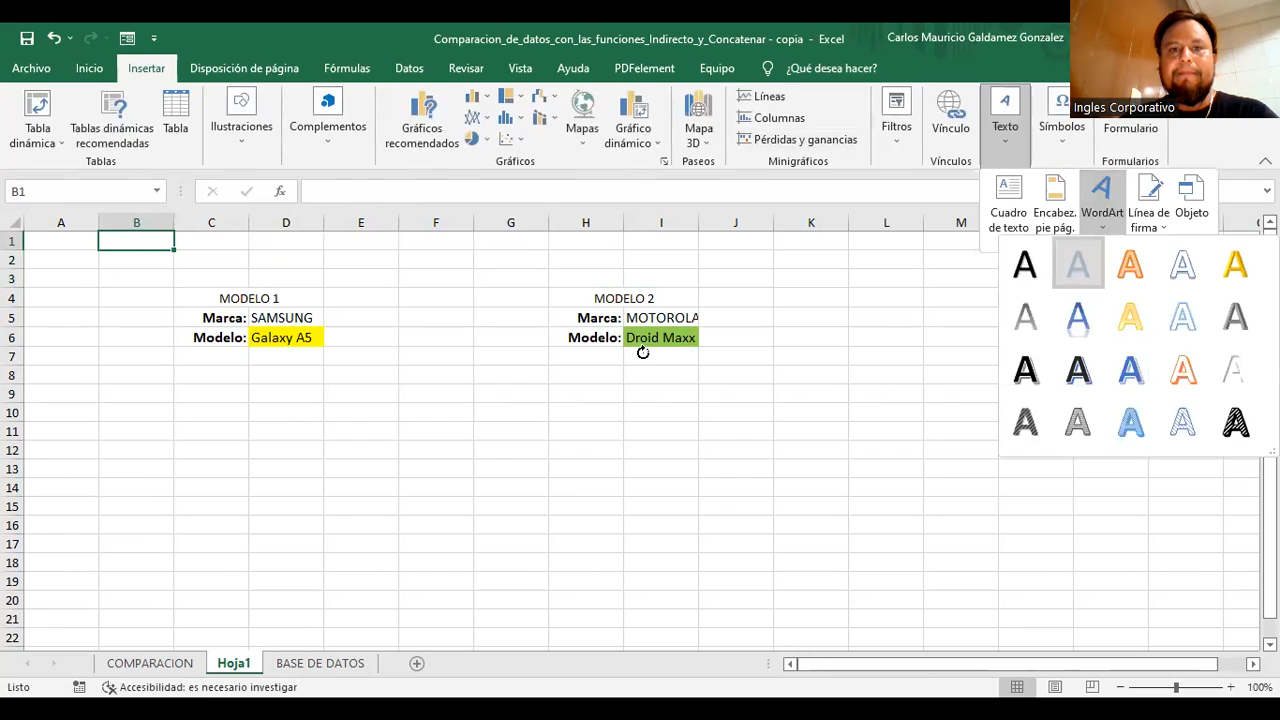 Comparacion_de_datos_con_las_funciones_Indirecto_y_Concatenar - copia - Excel
Carlos Mauricio Galdamez Gonzalez
Ingles Corporativo
Archivo Inicio Insertar Disposición de página Fórmulas Datos Revisar Vista Ayuda PDFelement Equipo ¿Qué desea hacer?
Tabla dinámica
Tablas dinámicas recomendadas
Tabla
Tablas
Ilustraciones
Complementos
Gráficos recomendados
Mapas
Gráfico dinámico
Gráficos
Mapa 3D
Paseos
Líneas
Columnas
Pérdidas y ganancias
Minigráficos
Filtros
Vínculo
Vínculos
Texto
Símbolos
Formulario
Formularios
B1
fx
Cuadro de texto
Encabez. pie pág.
WordArt
Línea de firma
Objeto
A A A A A
A A A A A
A A A A A
A A A A A
A B C D E F G H I J K L M
1
2
3
4 MODELO 1 MODELO 2
5 Marca: SAMSUNG Marca: MOTOROLA
6 Modelo: Galaxy A5 Modelo: Droid Maxx
7
8
9
10
11
12
13
14
15
16
17
18
19
20
21
22
COMPARACION Hoja1 BASE DE DATOS
Listo Accesibilidad: es necesario investigar 100%